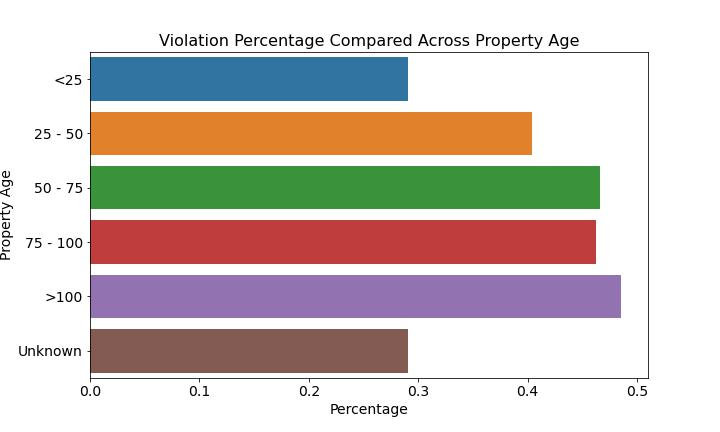 Violation Percentage Compared Across Property Age
Property Age
<25
25 - 50
50 - 75
75 - 100
>100
Unknown
0.0 0.1 0.2 0.3 0.4 0.5
Percentage